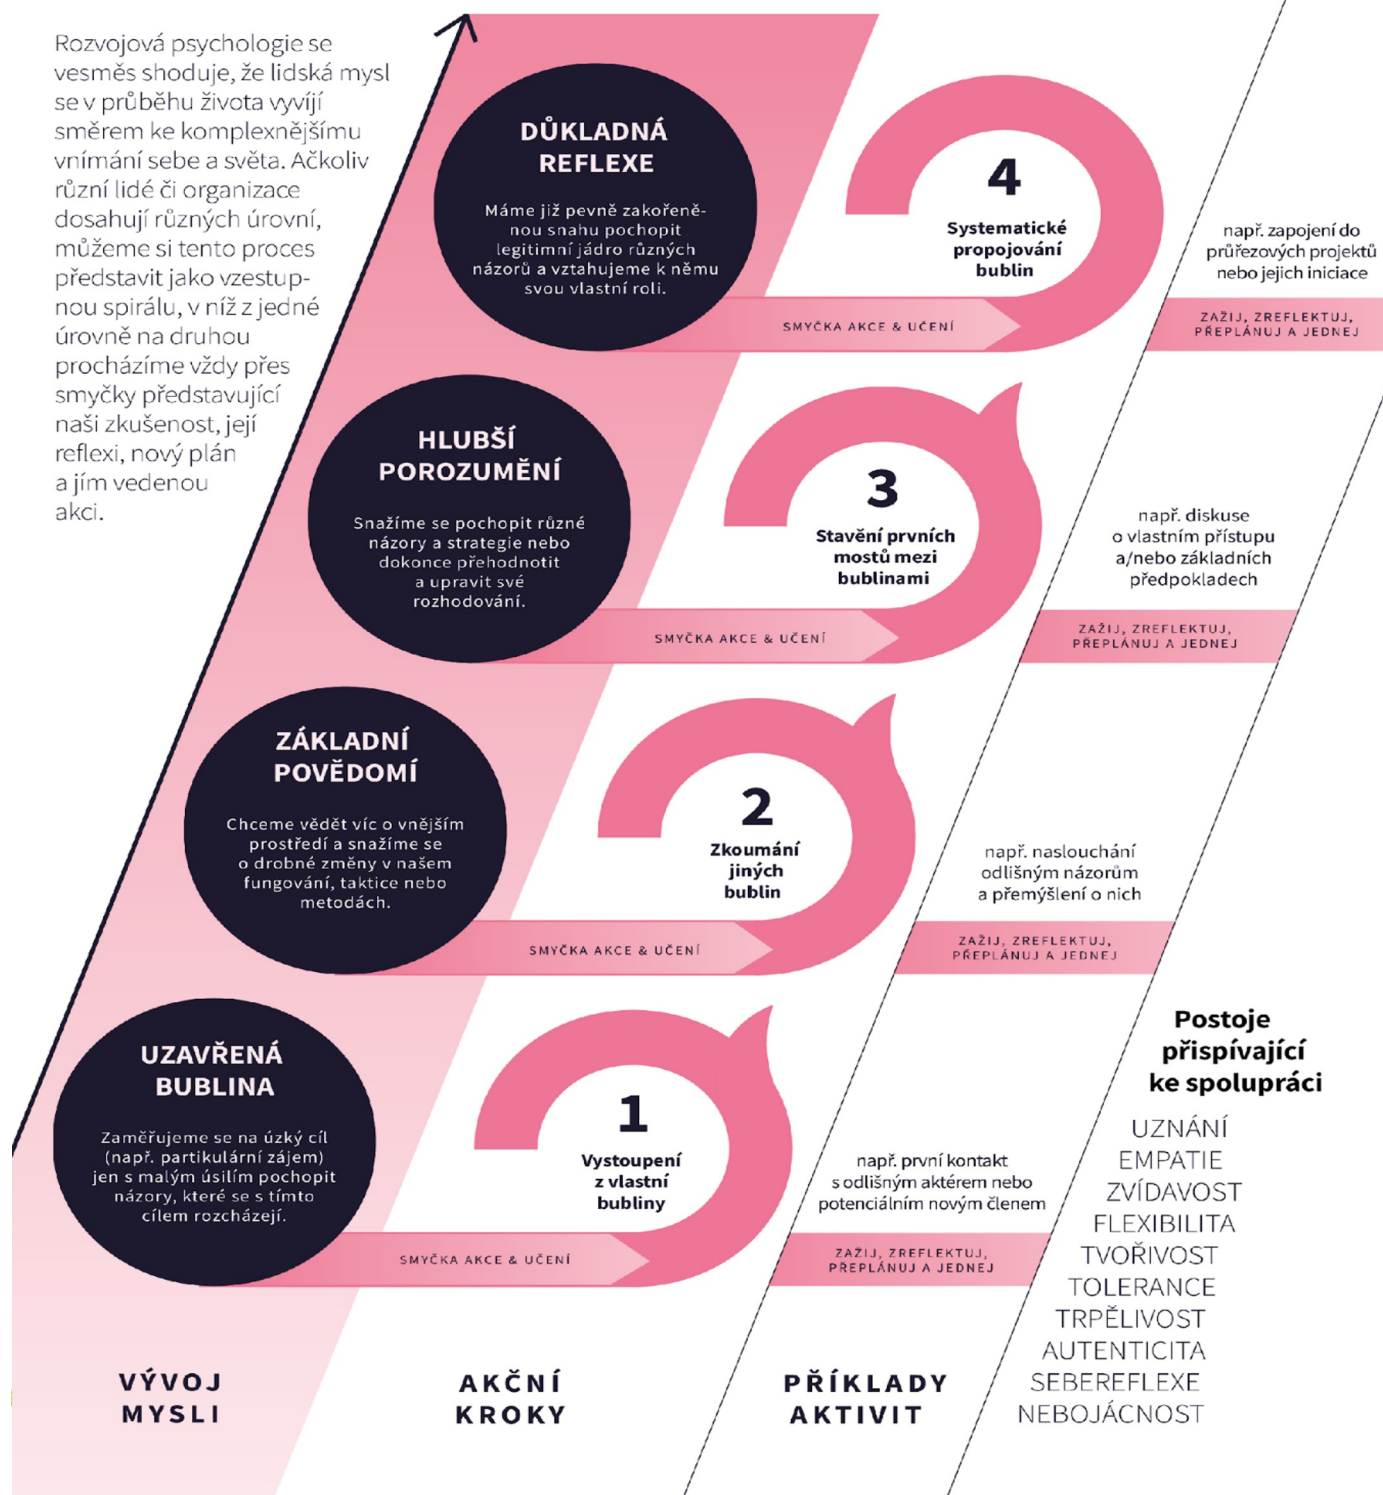 Rozvojová psychologie se
vesměs shoduje, že lidská mysl
se v průběhu života vyvíjí
směrem ke komplexnějšímu
vnímání sebe a světa. Ačkoliv
různí lidé či organizace
dosahují různých úrovní,
můžeme si tento proces
představit jako vzestup-
nou spirálu, v níž z jedné
úrovně na druhou
procházíme vždy přes
smyčky představující
naši zkušenost, její
reflexi, nový plán
a jím vedenou
akci.
DŮKLADNÁ
REFLEXE
Máme již pevně zakořeně-
nou snahu pochopit
legitimní jádro různých
názorů a vztahujeme k němu
svou vlastní roli.
SMYČKA AKCE & UČENÍ
4
Systematické
propojování
bublin
např. zapojení do
průřezových projektů
nebo jejich iniciace
ZAŽIJ, ZREFLEKTUJ,
PŘEPLÁNUJ A JEDNEJ
HLUBŠÍ
POROZUMĚNÍ
Snažíme se pochopit různé
názory a strategie nebo
dokonce přehodnotit
a upravit své
rozhodování.
SMYČKA AKCE & UČENÍ
3
Stavění prvních
mostů mezi
bublinami
např. diskuse
o vlastním přístupu
a/nebo základních
předpokladech
ZAŽIJ, ZREFLEKTUJ,
PŘEPLÁNUJ A JEDNEJ
ZÁKLADNÍ
POVĚDOMÍ
Chceme vědět víc o vnějším
prostředí a snažíme se
o drobné změny v našem
fungování, taktice nebo
metodách.
SMYČKA AKCE & UČENÍ
2
Zkoumání
jiných
bublin
např. naslouchání
odlišným názorům
a přemýšlení o nich
ZAŽIJ, ZREFLEKTUJ,
PŘEPLÁNUJ A JEDNEJ
UZAVŘENÁ
BUBLINA
Zaměřujeme se na úzký cíl
(např. partikulární zájem)
jen s malým úsilím pochopit
názory, které se s tímto
cílem rozcházejí.
SMYČKA AKCE & UČENÍ
1
Vystoupení
z vlastní
bubliny
např. první kontakt
s odlišným aktérem nebo
potenciálním novým členem
ZAŽIJ, ZREFLEKTUJ,
PŘEPLÁNUJ A JEDNEJ
Postoje
přispívající
ke spolupráci
UZNÁNÍ
EMPATIE
ZVÍDAVOST
FLEXIBILITA
TVOŘIVOST
TOLERANCE
TRPĚLIVOST
AUTENTICITA
SEBEREFLEXE
NEBOJÁCNOST
VÝVOJ
MYSLI
AKČNÍ
KROKY
PŘÍKLADY
AKTIVIT